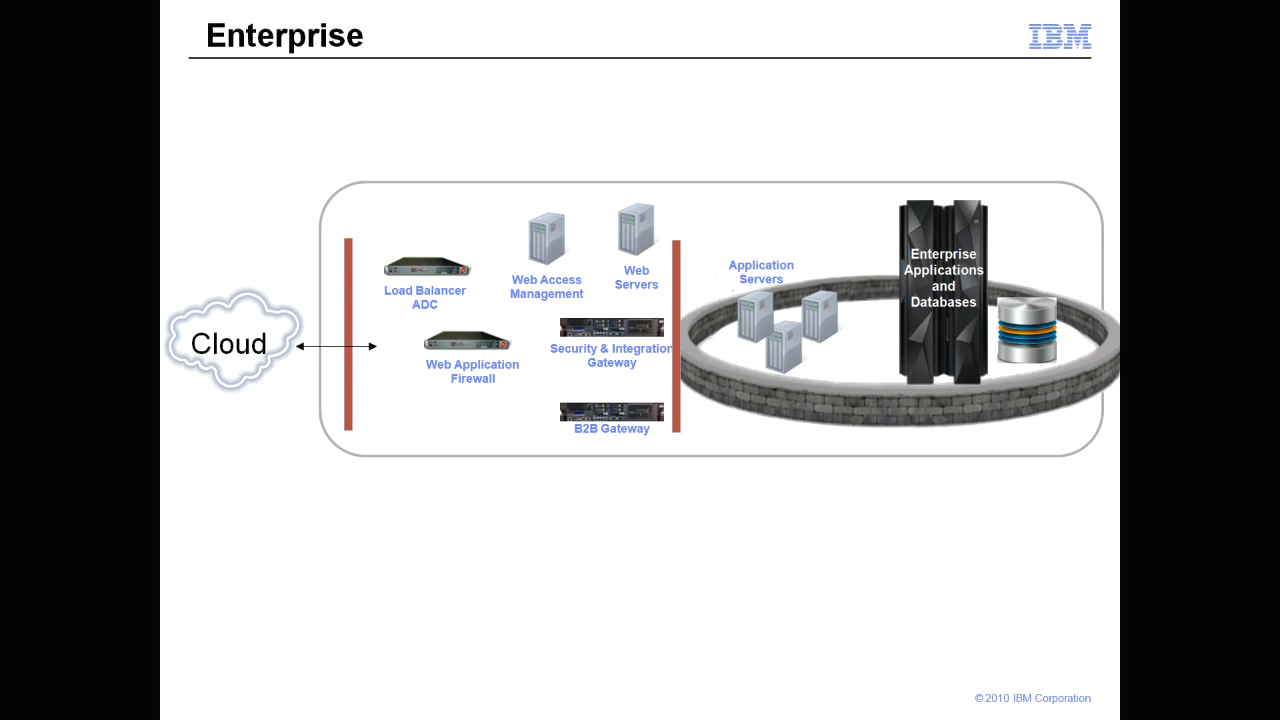 Enterprise
IBM
Cloud
Load Balancer
ADC
Web Application
Firewall
Web Access
Management
Web
Servers
Security & Integration
Gateway
B2B Gateway
Application
Servers
Enterprise
Applications
and
Databases
© 2010 IBM Corporation